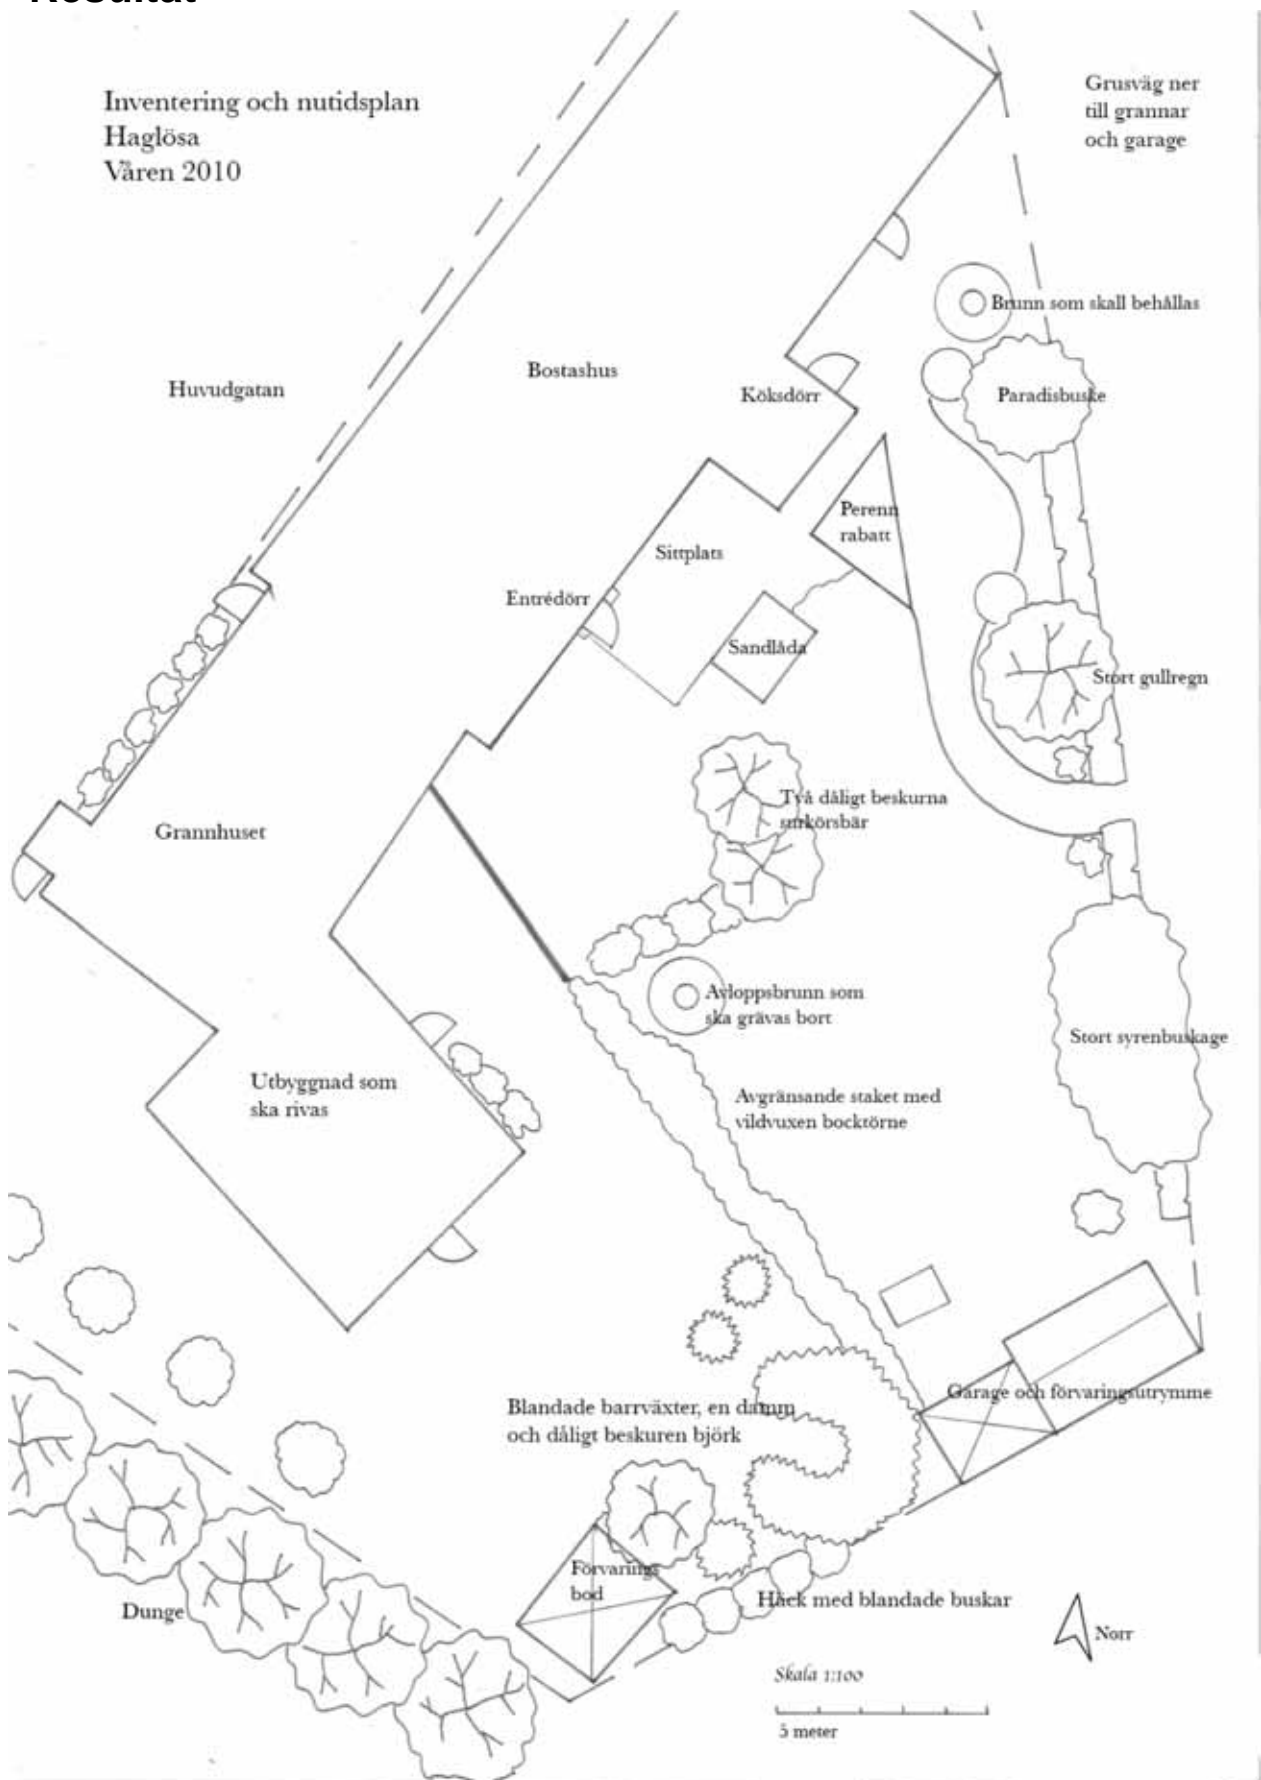 Resultat
Inventering och nutidsplan
Haglösa
Våren 2010
Grusväg ner
till grannar
och garage
Brunn som skall behållas
Huvudgatan
Bostashus
Köksdörr
Paradisbuske
Perenn
rabatt
Sittplats
Entrédörr
Sandlåda
Stort gullregn
Två dåligt beskurna
surkörsbär
Grannhuset
Avloppsbrunn som
ska grävas bort
Stort syrenbuskage
Utbyggnad som
ska rivas
Avgränsande staket med
vildvuxen bocktörne
Garage och förvaringsutrymme
Blandade barrväxter, en damm
och dåligt beskuren björk
Förvarings
bod
Dunge
Häck med blandade buskar
Norr
Skala 1:100
5 meter